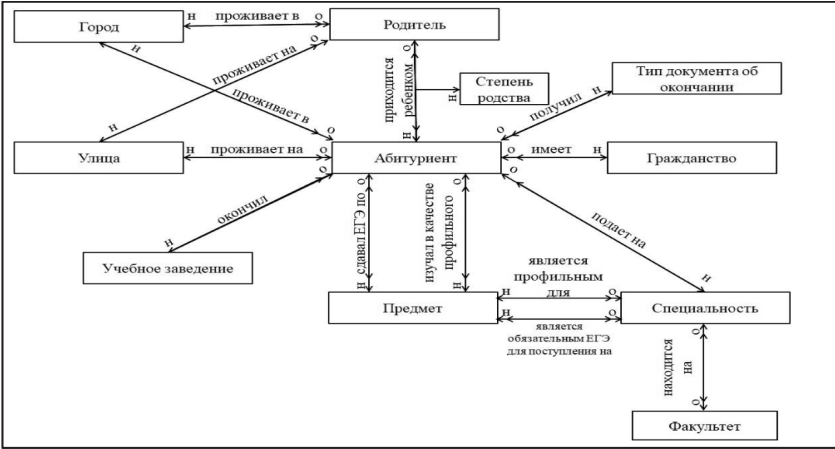 Город
н
проживает в
о
Родитель
н
проживает на
о
о
приходится
ребенком
н
Степень
родства
н
Тип документа об
окончании
н
получил
о
н
проживает в
о
Улица
н
проживает на
о
Абитуриент
о
имеет
н
Гражданство
н
окончил
о
Учебное заведение
о
сдавал ЕГЭ по
н
о
изучал в качестве
профильного
н
о
подает на
н
Предмет
н
является
профильным
для
о
н
о
является
обязательным ЕГЭ
для поступления на
Специальность
о
находится
на
о
Факультет